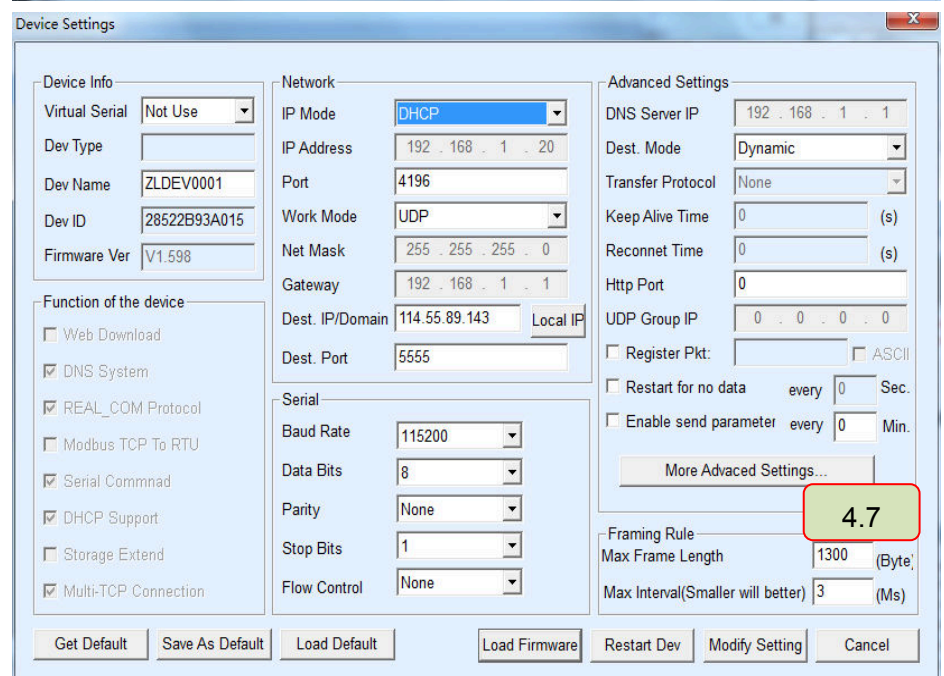 Device Settings
x
Device Info
Virtual Serial Not Use
Dev Type
Dev Name ZLDEV0001
Dev ID 28522B93A015
Firmware Ver V1.598
Function of the device
Web Download
DNS System
REAL_COM Protocol
Modbus TCP To RTU
Serial Commnad
DHCP Support
Storage Extend
Multi-TCP Connection
Network
IP Mode DHCP
IP Address 192 . 168 . 1 . 20
Port 4196
Work Mode UDP
Net Mask 255 . 255 . 255 . 0
Gateway 192 . 168 . 1 . 1
Dest. IP/Domain 114.55.89.143 Local IP
Dest. Port 5555
Serial
Baud Rate 115200
Data Bits 8
Parity None
Stop Bits 1
Flow Control None
Advanced Settings
DNS Server IP 192 . 168 . 1 . 1
Dest. Mode Dynamic
Transfer Protocol None
Keep Alive Time 0 (s)
Reconnet Time 0 (s)
Http Port 0
UDP Group IP 0 . 0 . 0 . 0
Register Pkt: ASCII
Restart for no data every 0 Sec.
Enable send parameter every 0 Min.
More Advaced Settings...
4.7
Framing Rule
Max Frame Length 1300 (Byte)
Max Interval(Smaller will better) 3 (Ms)
Get Default Save As Default Load Default Load Firmware Restart Dev Modify Setting Cancel